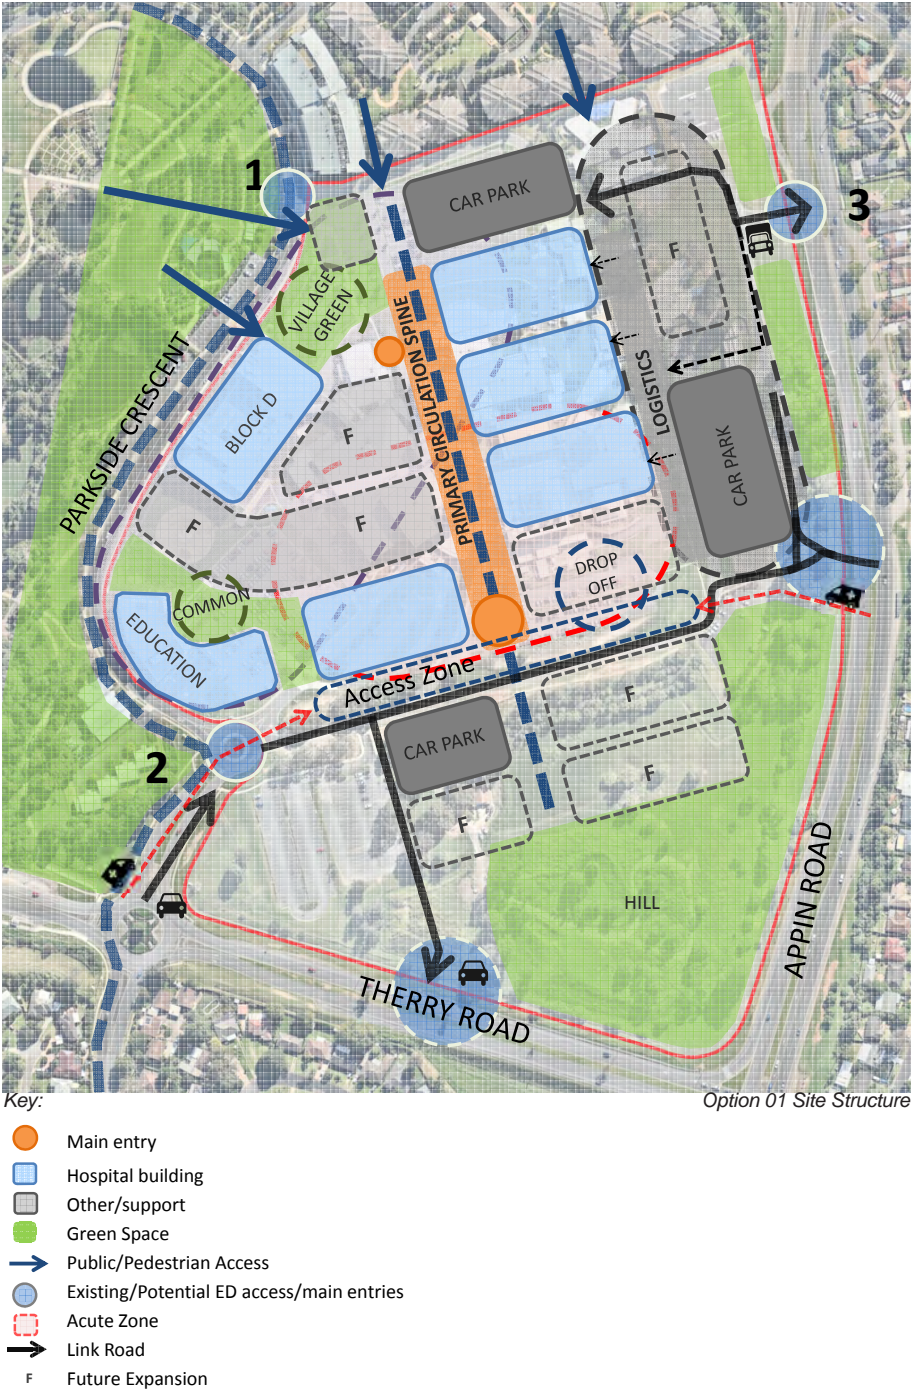 1
CAR PARK
3
F
VILLAGE
GREEN
PRIMARY CIRCULATION SPINE
PARKSIDE CRESCENT
BLOCK D
F
LOGISTICS
CAR PARK
F
F
DROP
OFF
COMMON
EDUCATION
Access Zone
F
2
CAR PARK
F
F
HILL
APPIN ROAD
THERRY ROAD
Key:
Option 01 Site Structure
Main entry
Hospital building
Other/support
Green Space
Public/Pedestrian Access
Existing/Potential ED access/main entries
Acute Zone
Link Road
F Future Expansion